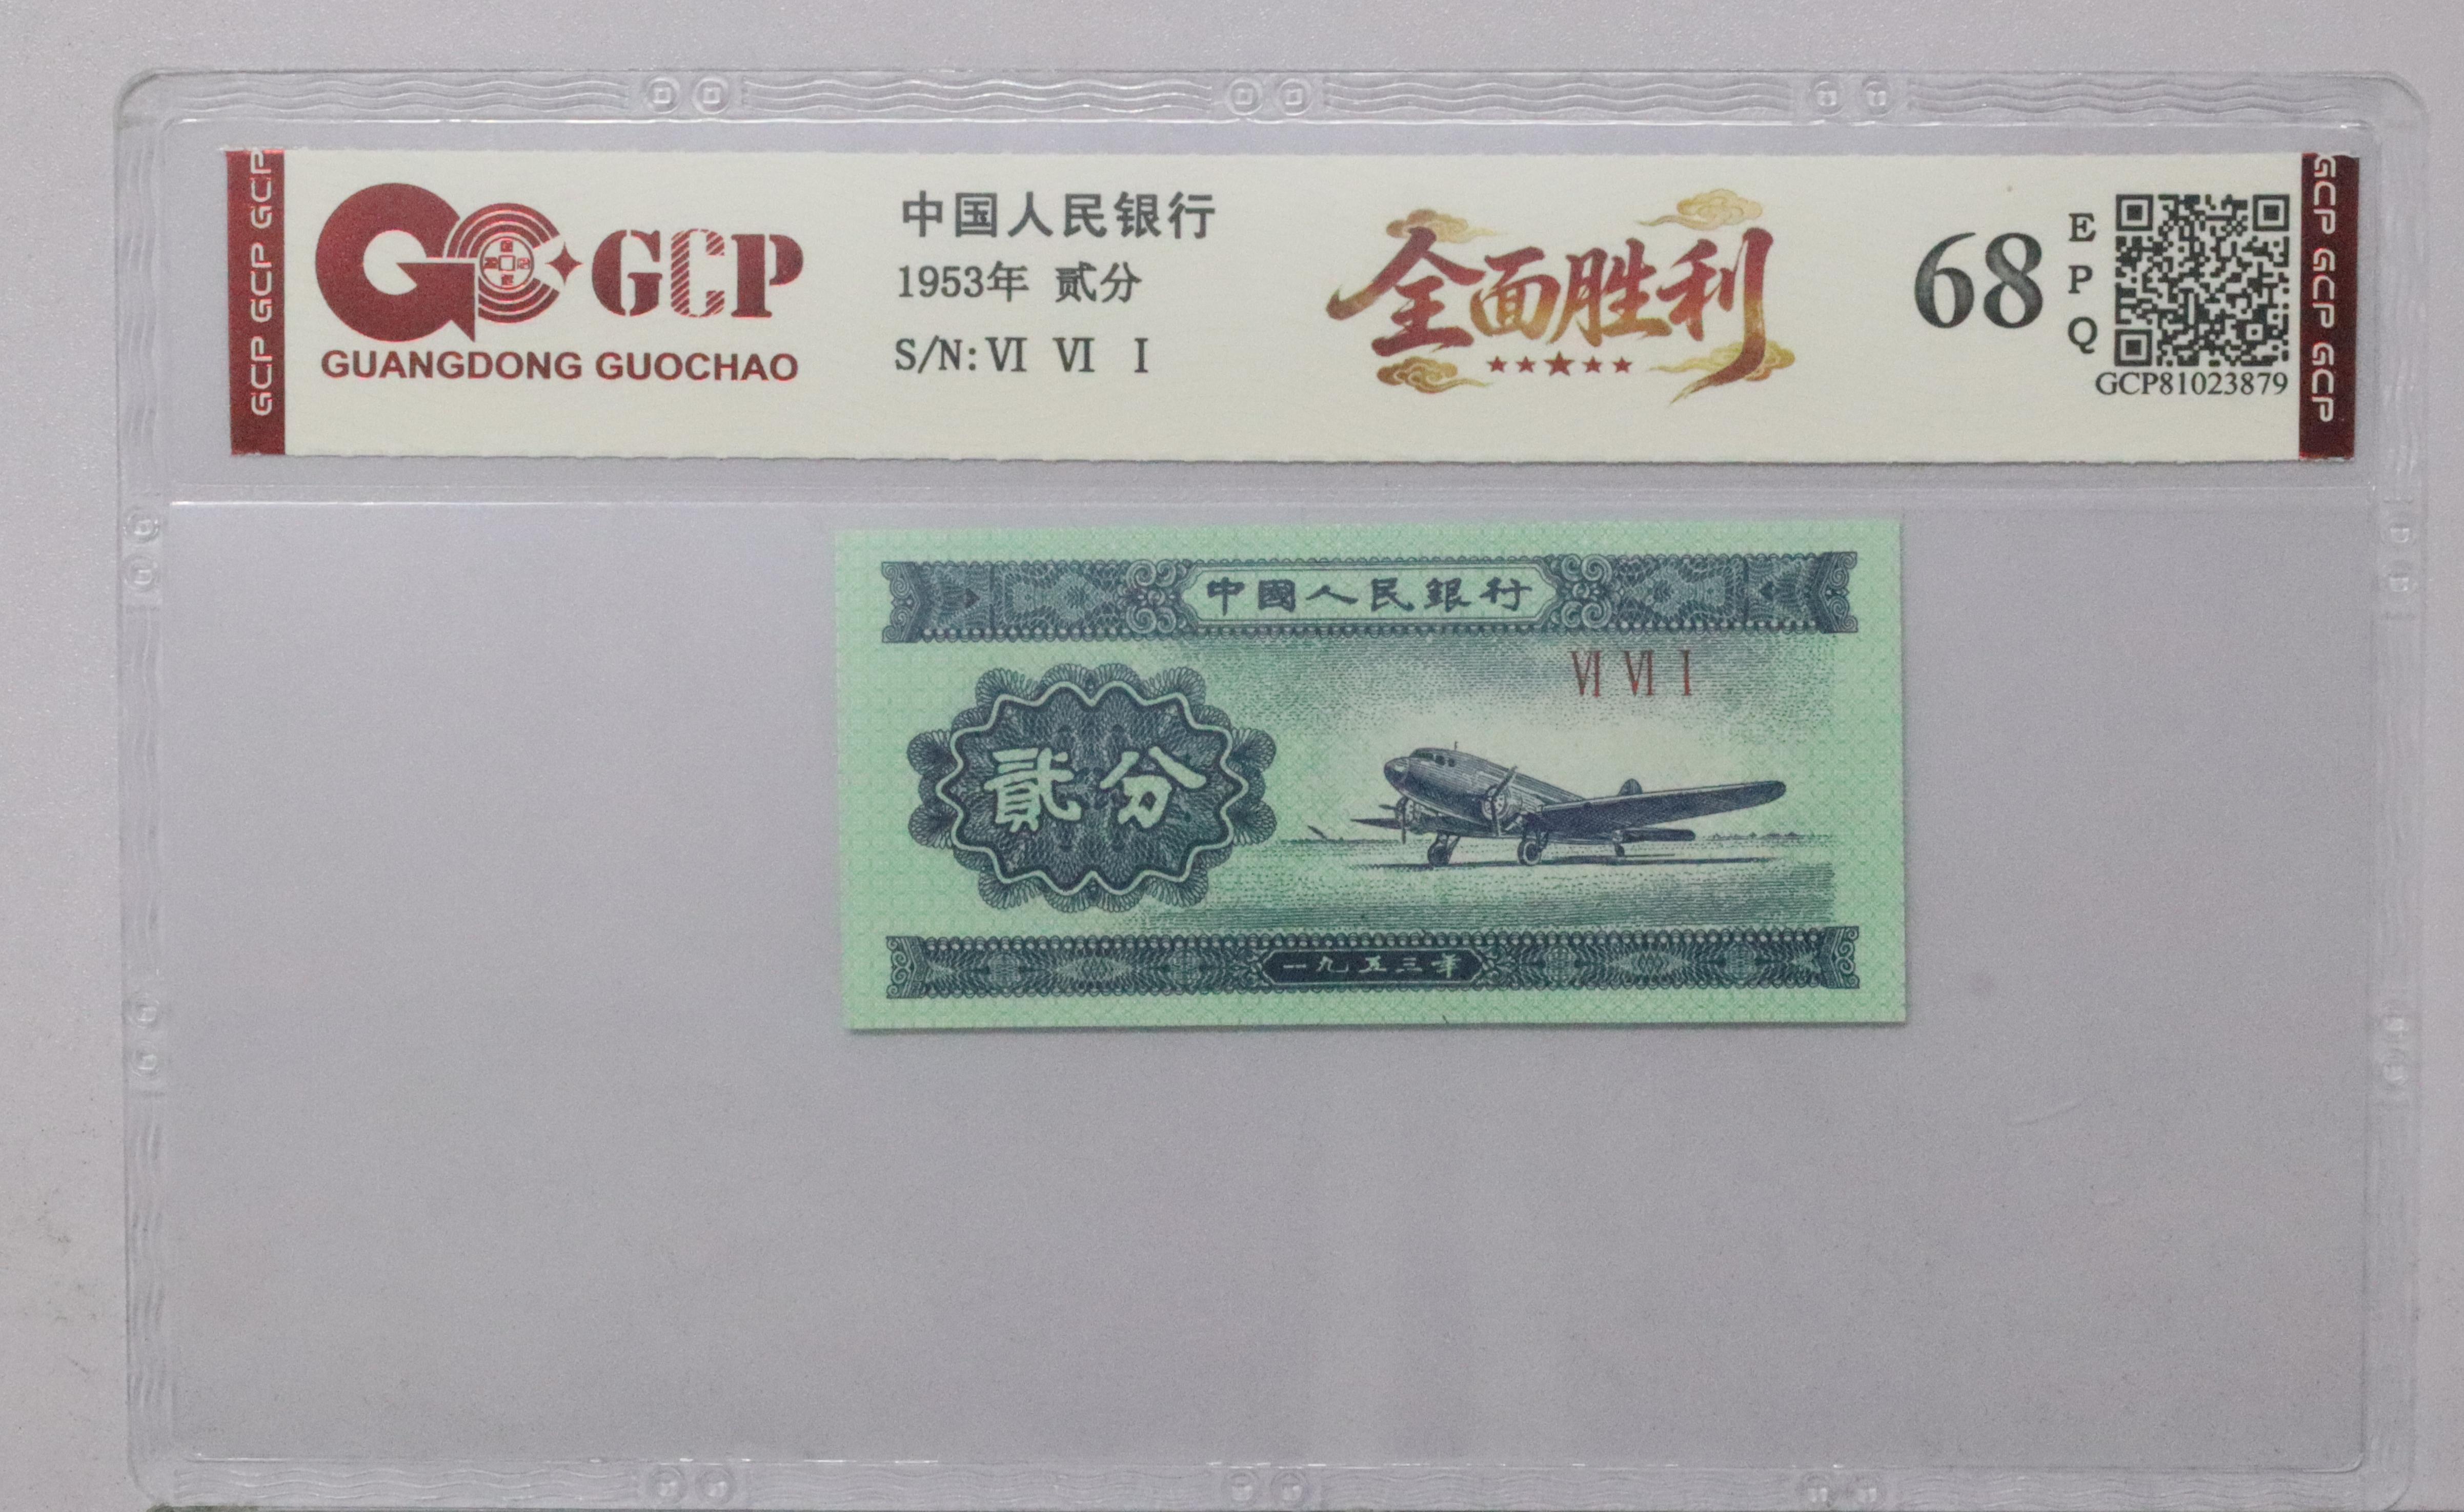 GCP GCP GCP
GCP
GUANGDONG GUOCHAO
中国人民银行
1953年 贰分
S/N: VI VI I
全面胜利
68
E
P
Q
GCP81023879
GCP GCP GCP
中國人民銀行
VI VI I
貳分
一九五三年